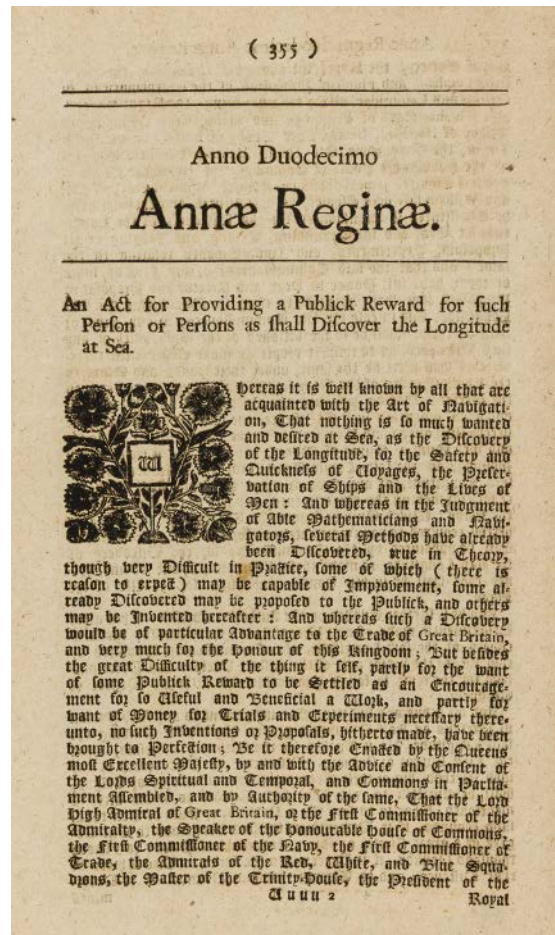 ( 355 )
Anno Duodecimo
Annæ Reginæ.
An Act for Providing a Publick Reward for ſuch
Perſon or Perſons as ſhall Diſcover the Longitude
at Sea.
Whereas it is well known by all that are
acquainted with the Art of Navigati-
on, That nothing is ſo much wanted
and deſired at Sea, as the Diſcovery
of the Longitude, for the Safety and
Quickneſs of Voyages, the Preſer-
vation of Ships and the Lives of
Men : And whereas in the Judgment
of Able Mathematicians and Navi-
gators, ſeveral Methods have already
been Diſcovered, true in Theory,
though very Difficult in Practice, ſome of which ( there is
reaſon to expect ) may be capable of Improvement, ſome al-
ready Diſcovered may be propoſed to the Publick, and others
may be Invented hereafter : And whereas ſuch a Diſcovery
would be of particular Advantage to the Trade of Great Britain,
and very much for the Honour of this Kingdom ; But beſides
the great Difficulty of the thing it ſelf, partly for the want
of ſome Publick Reward to be Settled as an Encourage-
ment for ſo Uſeful and Beneficial a Work, and partly for
want of Money for Trials and Experiments neceſſary there-
unto, no ſuch Inventions or Propoſals, hitherto made, have been
brought to Perfection ; Be it therefore Enacted by the Queens
moſt Excellent Majeſty, by and with the Advice and Conſent of
the Lords Spiritual and Temporal, and Commons in Parlia-
ment Aſſembled, and by Authority of the ſame, That the Lord
High Admiral of Great Britain, or the Firſt Commiſſioner of the
Admiralty, the Speaker of the Honourable Houſe of Commons,
the Firſt Commiſſioner of the Navy, the Firſt Commiſſioner of
Trade, the Admirals of the Red, White, and Blue Squa-
drons, the Maſter of the Trinity-Houſe, the Preſident of the
Uuuu 2 Royal